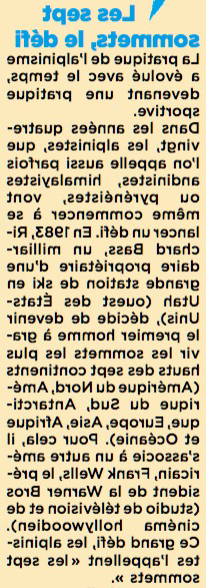 Les sept
sommets, le défi
La pratique de l'alpinisme
a évolué avec le temps,
devenant une pratique
sportive.
Dans les années quatre-
vingt, les alpinistes, que
l'on appelle aussi parfois
andinistes, himalayistes
ou pyrénéistes, vont
même commencer à se
lancer un défi. En 1983, Ri-
chard Bass, un milliar-
daire propriétaire d'une
grande station de ski en
Utah (ouest des États-
Unis), décide de devenir
le premier homme à gra-
vir les sommets les plus
hauts des sept continents
(Amérique du Nord, Amé-
rique du Sud, Antarcti-
que, Europe, Asie, Afrique
et Océanie). Pour cela, il
s'associe à un autre amé-
ricain, Frank Wells, le pré-
sident de la Warner Bros
(studio de télévision et de
cinéma hollywoodien).
Ce grand défi, les alpinis-
tes l'appellent « les sept
sommets ».